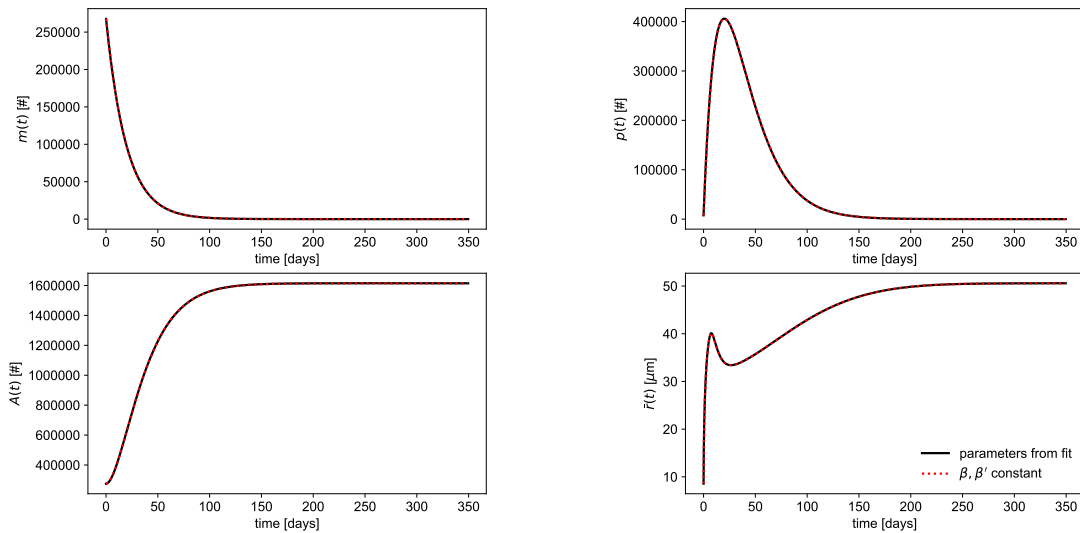 250000
200000
150000
100000
50000
0
m(t) [#]
0 50 100 150 200 250 300 350
time [days]
400000
300000
200000
100000
0
p(t) [#]
0 50 100 150 200 250 300 350
time [days]
1600000
1400000
1200000
1000000
800000
600000
400000
A(t) [#]
0 50 100 150 200 250 300 350
time [days]
50
40
30
20
10
r̄(t) [μm]
parameters from fit
β, β′ constant
0 50 100 150 200 250 300 350
time [days]